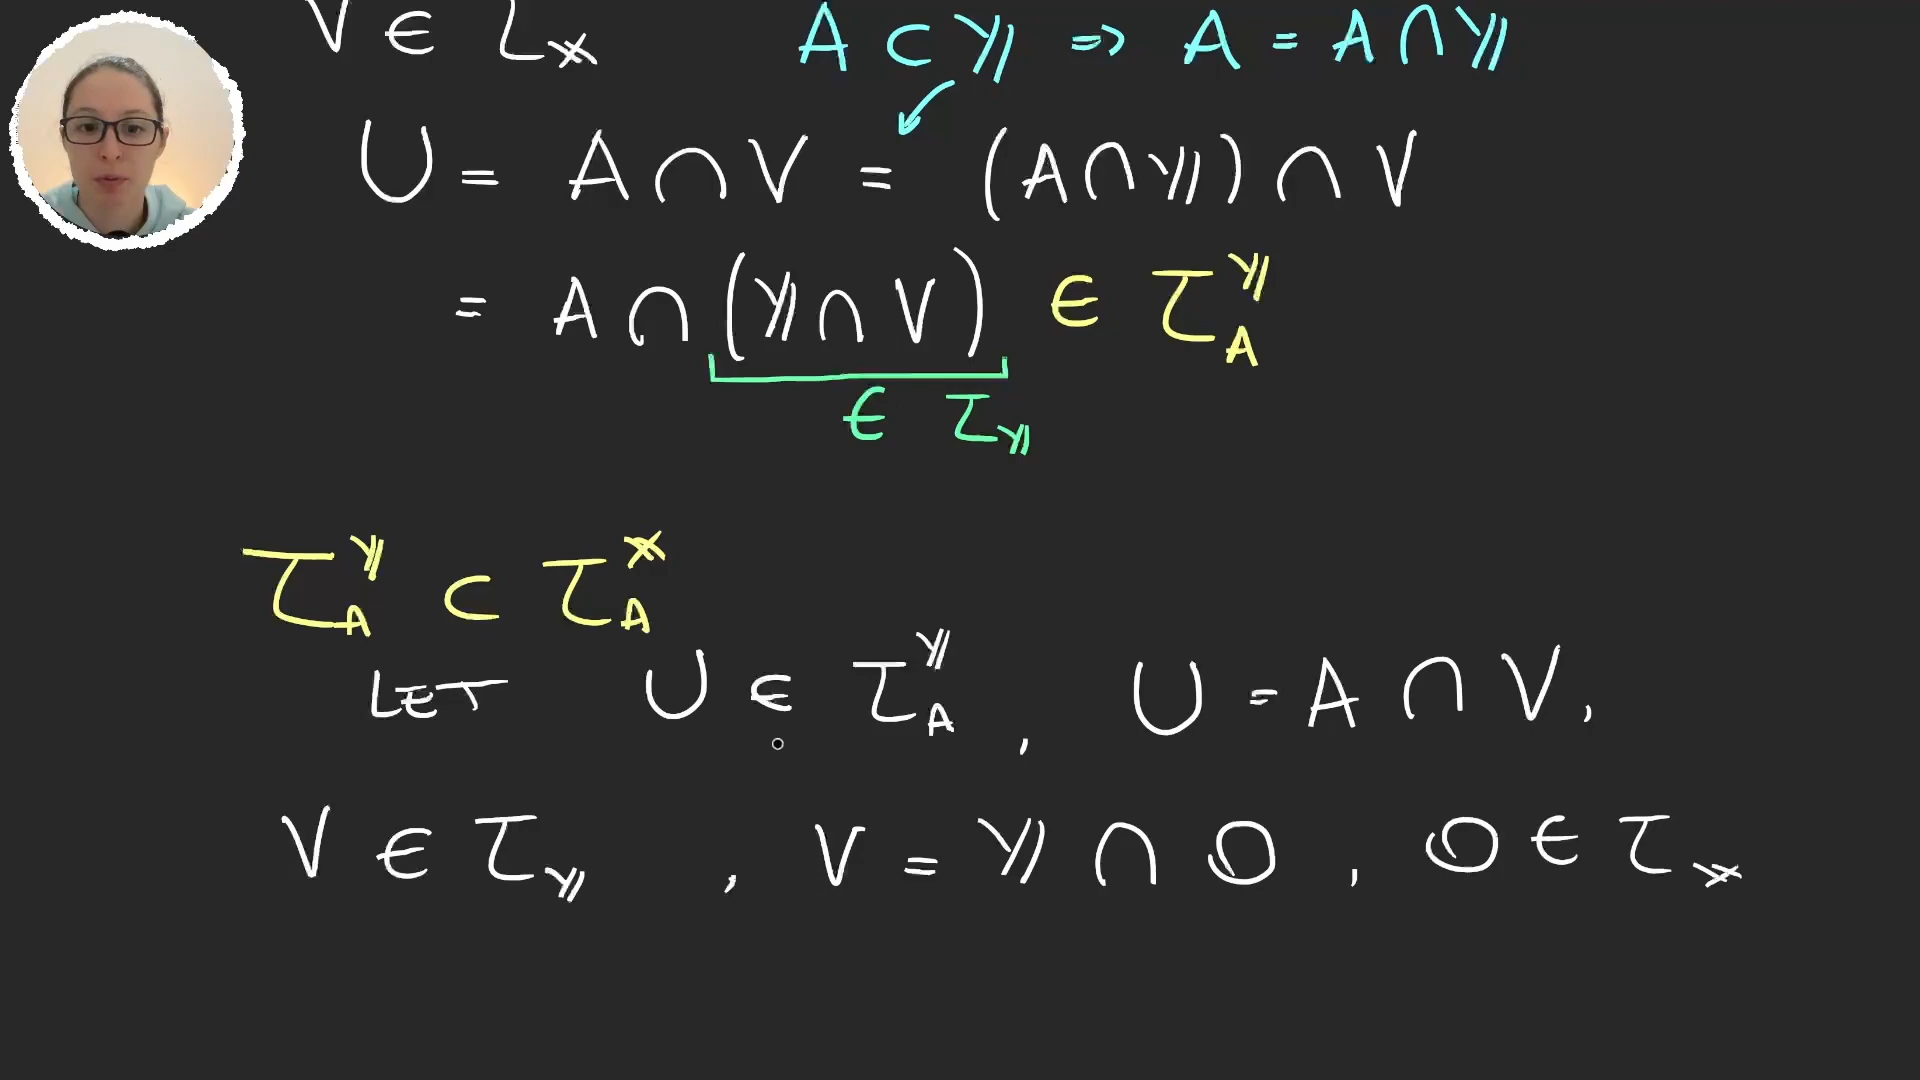 V ∈ τ_𝕏 A ⊂ 𝕐 ⇒ A = A ∩ 𝕐
U = A ∩ V = (A ∩ 𝕐) ∩ V
= A ∩ (𝕐 ∩ V) ∈ τ_A^𝕐
∈ τ_𝕐
τ_A^𝕐 ⊂ τ_A^𝕏
LET U ∈ τ_A^𝕐 , U = A ∩ V,
V ∈ τ_𝕐 , V = 𝕐 ∩ O , O ∈ τ_𝕏